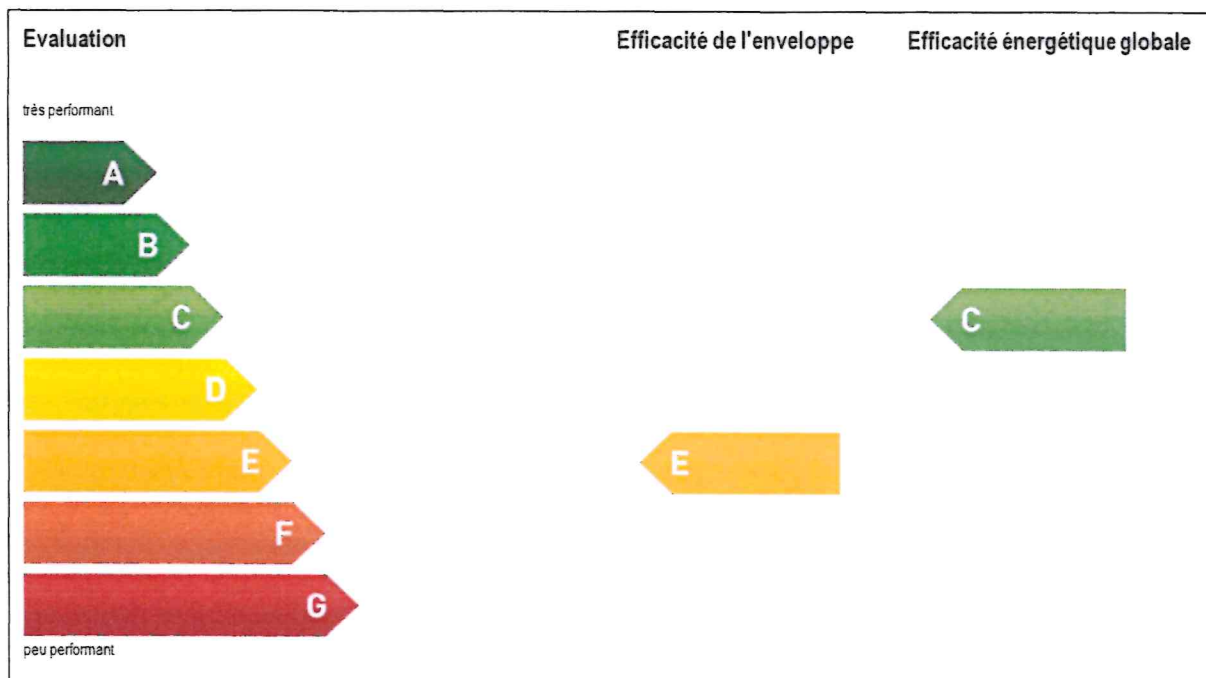 Evaluation Efficacité de l'enveloppe Efficacité énergétique globale
très performant
A
B
C C
D
E E
F
G
peu performant